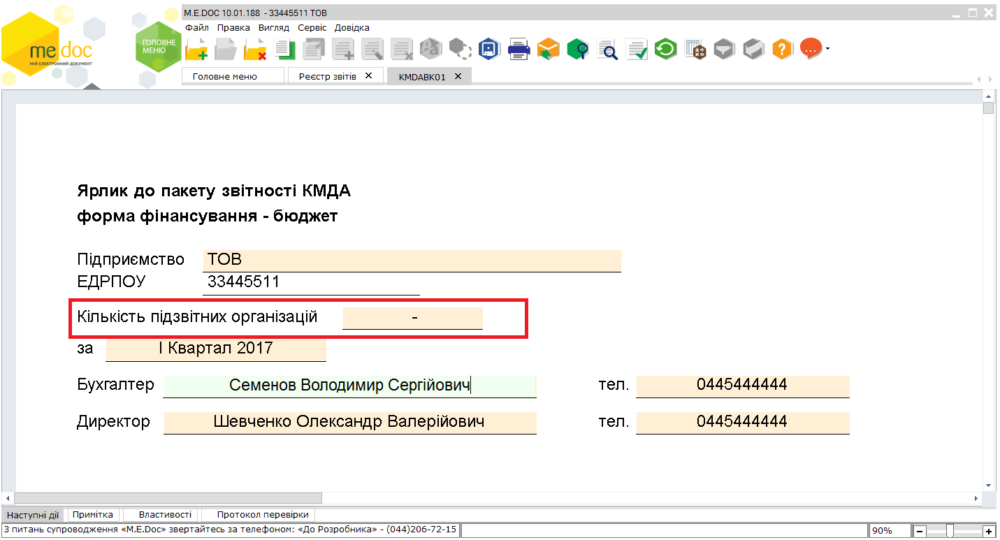 M.E.DOC 10.01.188 - 33445511 ТОВ
Файл Правка Вигляд Сервіс Довідка
me doc
МІЙ ЕЛЕКТРОННИЙ ДОКУМЕНТ
ГОЛОВНЕ
МЕНЮ
Головне меню Реєстр звітів KMDABK01
Ярлик до пакету звітності КМДА
форма фінансування - бюджет
Підприємство ТОВ
ЕДРПОУ 33445511
Кількість підзвітних організацій -
за І Квартал 2017
Бухгалтер Семенов Володимир Сергійович тел. 0445444444
Директор Шевченко Олександр Валерійович тел. 0445444444
Наступні дії Примітка Властивості Протокол перевірки
З питань супроводження «M.E.Doc» звертайтесь за телефоном: «До Розробника» - (044)206-72-15 90%